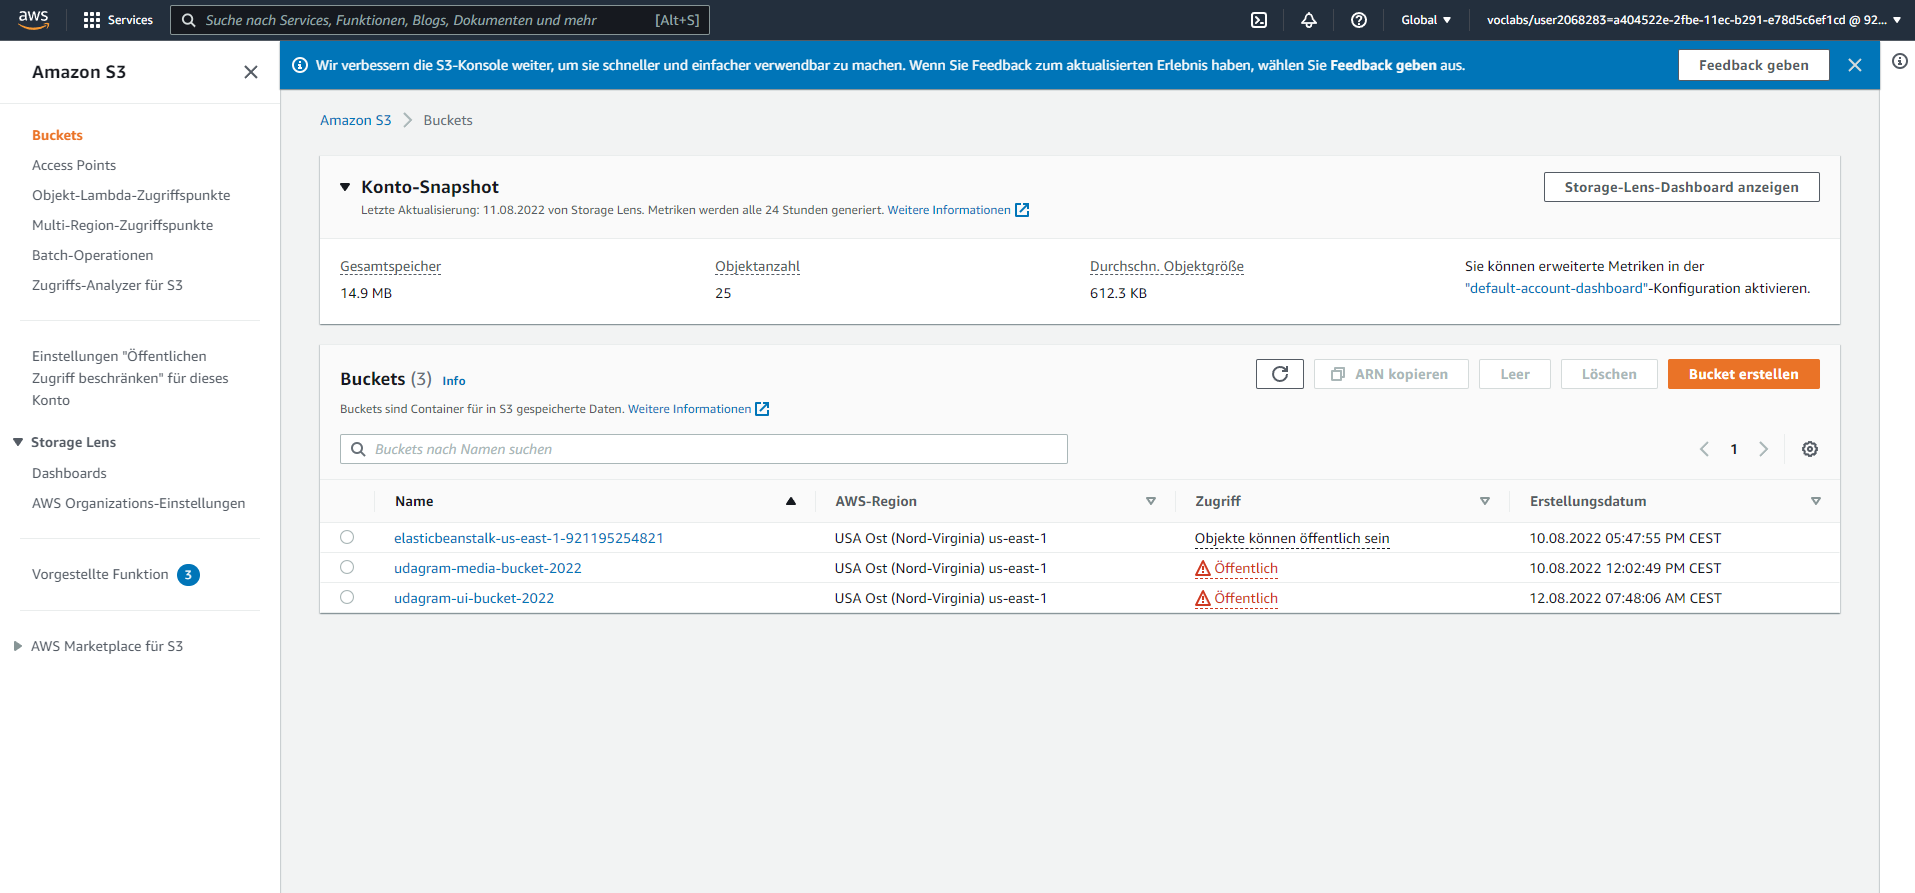 aws
Services
Suche nach Services, Funktionen, Blogs, Dokumenten und mehr [Alt+S]
Global
voclabs/user2068283=a404522e-2fbe-11ec-b291-e78d5c6ef1cd @ 92...
Amazon S3
Buckets
Access Points
Objekt-Lambda-Zugriffspunkte
Multi-Region-Zugriffspunkte
Batch-Operationen
Zugriffs-Analyzer für S3
Einstellungen "Öffentlichen
Zugriff beschränken" für dieses
Konto
Storage Lens
Dashboards
AWS Organizations-Einstellungen
Vorgestellte Funktion 3
AWS Marketplace für S3
Wir verbessern die S3-Konsole weiter, um sie schneller und einfacher verwendbar zu machen. Wenn Sie Feedback zum aktualisierten Erlebnis haben, wählen Sie Feedback geben aus.
Feedback geben
Amazon S3 > Buckets
Konto-Snapshot
Letzte Aktualisierung: 11.08.2022 von Storage Lens. Metriken werden alle 24 Stunden generiert. Weitere Informationen
Storage-Lens-Dashboard anzeigen
Gesamtspeicher
14.9 MB
Objektanzahl
25
Durchschn. Objektgröße
612.3 KB
Sie können erweiterte Metriken in der
"default-account-dashboard"-Konfiguration aktivieren.
Buckets (3) Info
Buckets sind Container für in S3 gespeicherte Daten. Weitere Informationen
ARN kopieren
Leer
Löschen
Bucket erstellen
Buckets nach Namen suchen
1
Name AWS-Region Zugriff Erstellungsdatum
elasticbeanstalk-us-east-1-921195254821 USA Ost (Nord-Virginia) us-east-1 Objekte können öffentlich sein 10.08.2022 05:47:55 PM CEST
udagram-media-bucket-2022 USA Ost (Nord-Virginia) us-east-1 Öffentlich 10.08.2022 12:02:49 PM CEST
udagram-ui-bucket-2022 USA Ost (Nord-Virginia) us-east-1 Öffentlich 12.08.2022 07:48:06 AM CEST